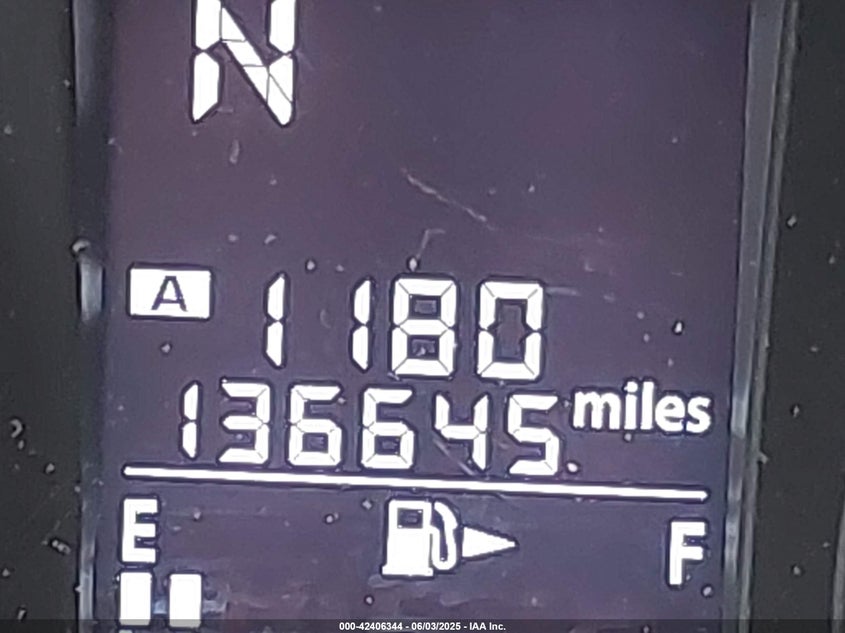 N
A 1180
136645 miles
E F
000-42406344 - 06/03/2025 - IAA Inc.